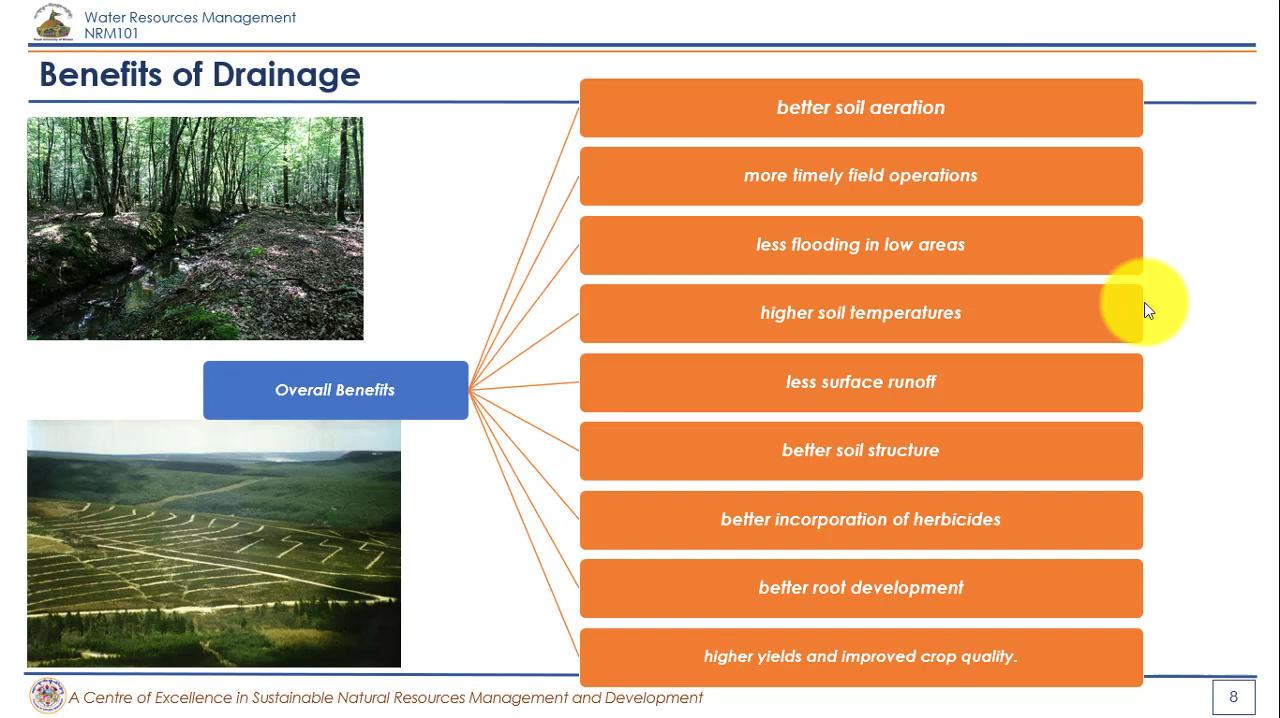 Water Resources Management
NRM101
Benefits of Drainage
Overall Benefits
better soil aeration
more timely field operations
less flooding in low areas
higher soil temperatures
less surface runoff
better soil structure
better incorporation of herbicides
better root development
higher yields and improved crop quality.
A Centre of Excellence in Sustainable Natural Resources Management and Development
8